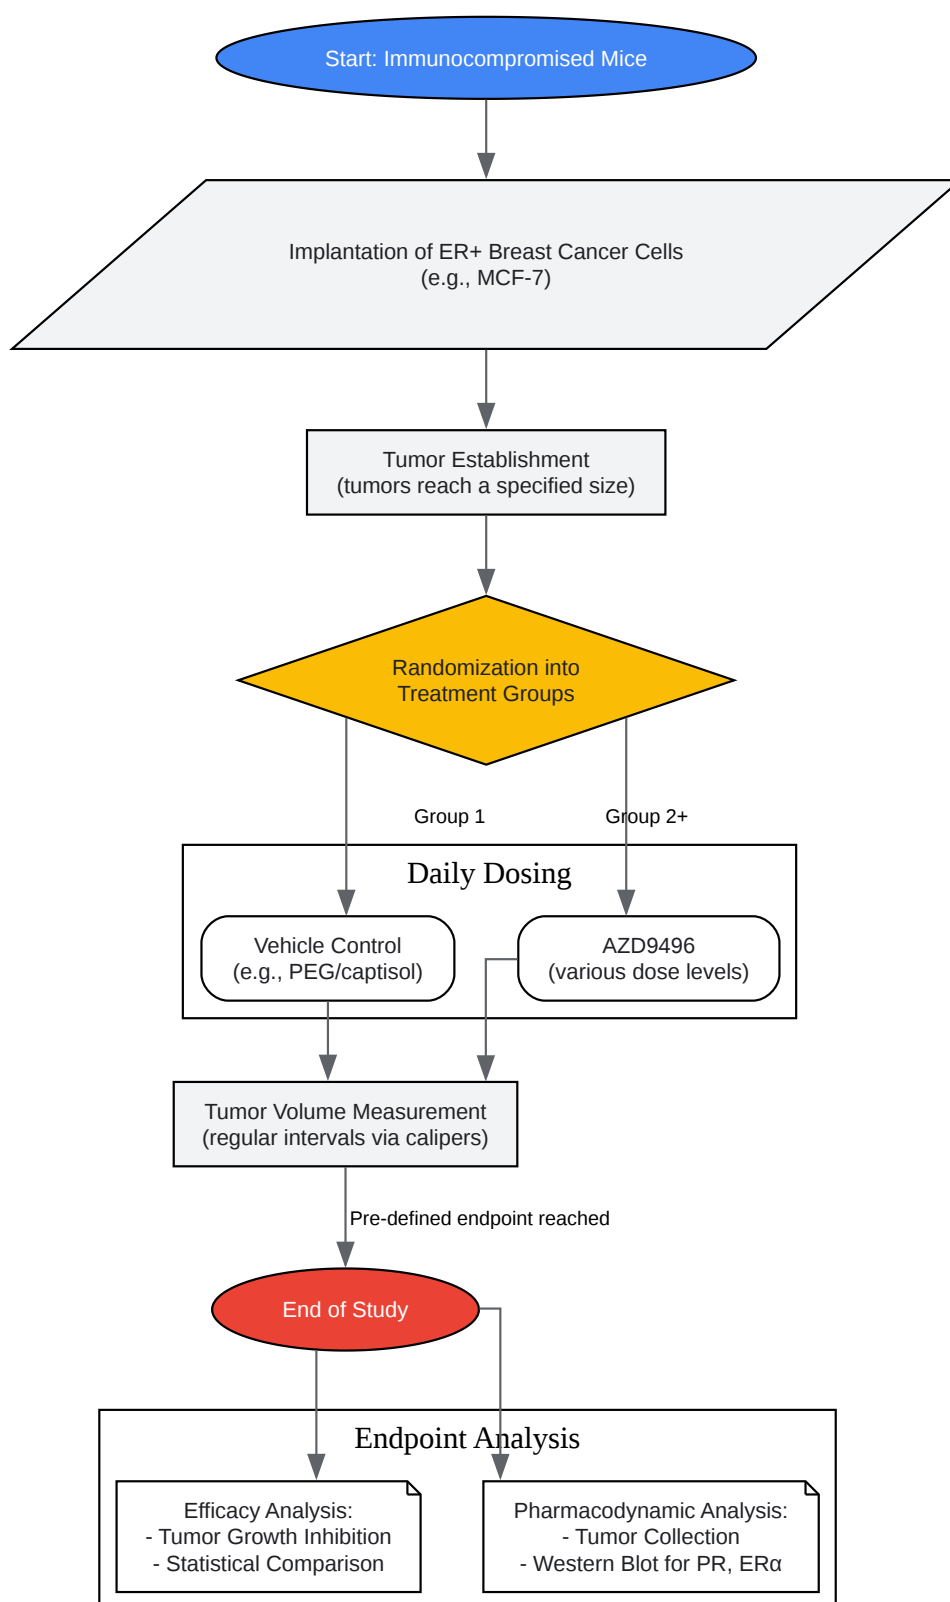 Start: Immunocompromised Mice
Implantation of ER+ Breast Cancer Cells
(e.g., MCF-7)
Tumor Establishment
(tumors reach a specified size)
Randomization into
Treatment Groups
Group 1
Group 2+
Daily Dosing
Vehicle Control
(e.g., PEG/captisol)
AZD9496
(various dose levels)
Tumor Volume Measurement
(regular intervals via calipers)
Pre-defined endpoint reached
End of Study
Endpoint Analysis
Efficacy Analysis:
- Tumor Growth Inhibition
- Statistical Comparison
Pharmacodynamic Analysis:
- Tumor Collection
- Western Blot for PR, ERα